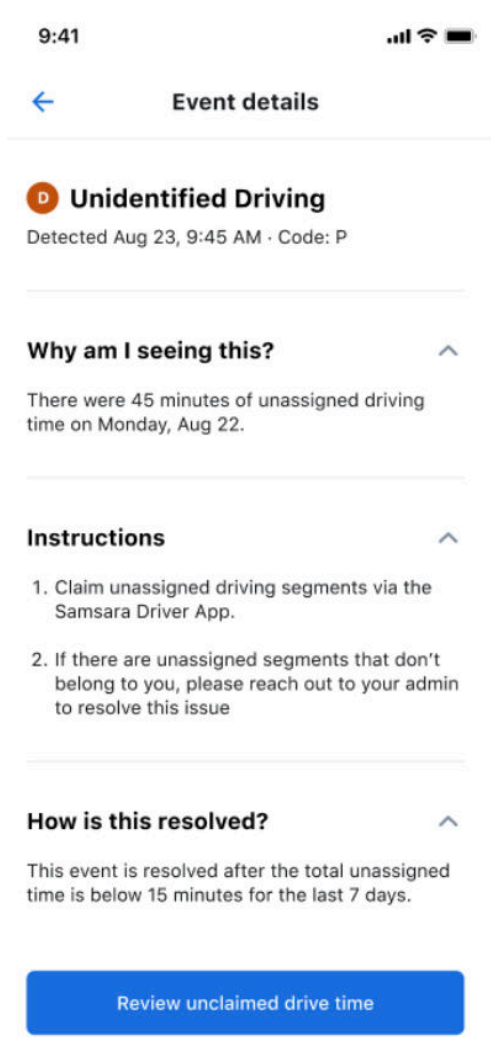 9:41
Event details
D Unidentified Driving
Detected Aug 23, 9:45 AM · Code: P
Why am I seeing this?
There were 45 minutes of unassigned driving
time on Monday, Aug 22.
Instructions
1. Claim unassigned driving segments via the
Samsara Driver App.
2. If there are unassigned segments that don’t
belong to you, please reach out to your admin
to resolve this issue
How is this resolved?
This event is resolved after the total unassigned
time is below 15 minutes for the last 7 days.
Review unclaimed drive time